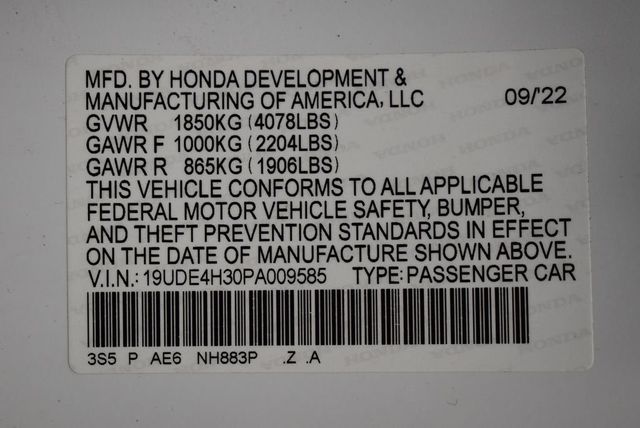 MFD. BY HONDA DEVELOPMENT &
MANUFACTURING OF AMERICA, LLC 09/'22
GVWR 1850KG (4078LBS)
GAWR F 1000KG (2204LBS)
GAWR R 865KG (1906LBS)
THIS VEHICLE CONFORMS TO ALL APPLICABLE
FEDERAL MOTOR VEHICLE SAFETY, BUMPER,
AND THEFT PREVENTION STANDARDS IN EFFECT
ON THE DATE OF MANUFACTURE SHOWN ABOVE.
V.I.N.: 19UDE4H30PA009585 TYPE: PASSENGER CAR
3S5 P AE6 NH883P .Z .A